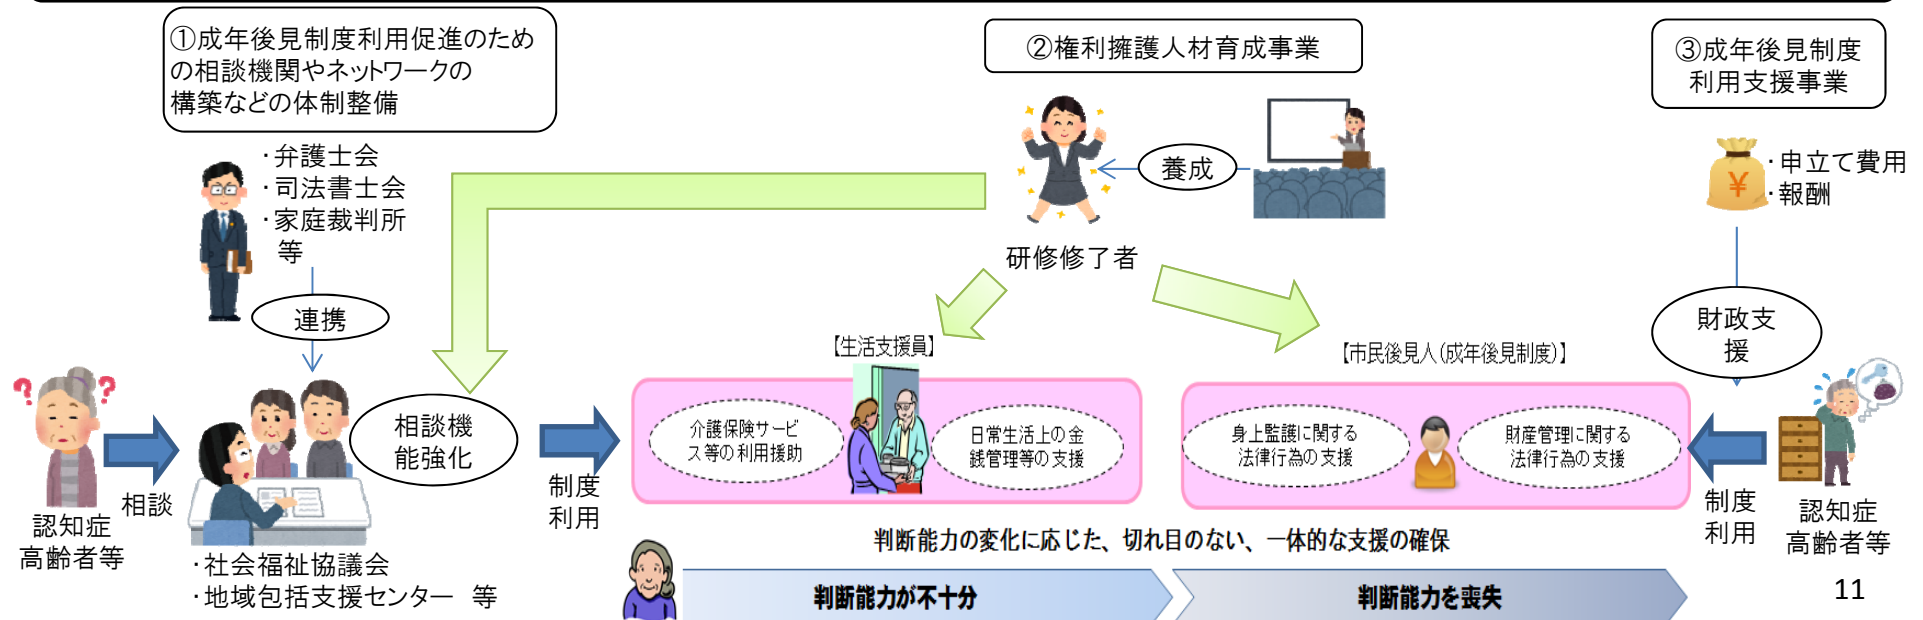 ①成年後見制度利用促進のため
の相談機関やネットワークの
構築などの体制整備
②権利擁護人材育成事業
③成年後見制度
利用支援事業
・弁護士会
・司法書士会
・家庭裁判所
等
連携
養成
研修修了者
・申立て費用
・報酬
財政支
援
【生活支援員】
【市民後見人(成年後見制度)】
? ?
相談
認知症
高齢者等
相談機
能強化
・社会福祉協議会
・地域包括支援センター 等
制度
利用
介護保険サービ
ス等の利用援助
日常生活上の金
銭管理等の支援
身上監護に関する
法律行為の支援
財産管理に関する
法律行為の支援
制度
利用
認知症
高齢者等
判断能力の変化に応じた、切れ目のない、一体的な支援の確保
判断能力が不十分
判断能力を喪失
¥
11